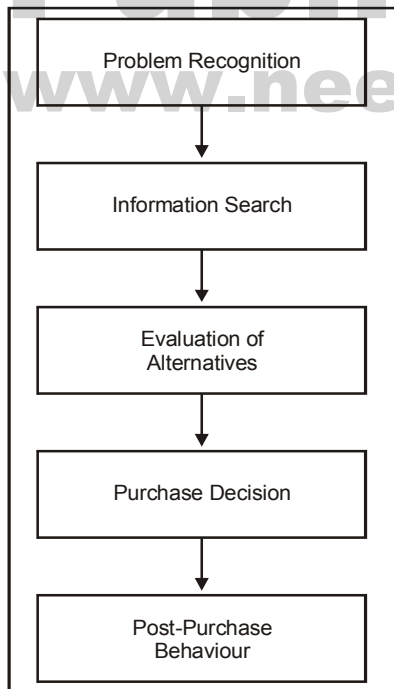 www.nee
Problem Recognition
Information Search
Evaluation of
Alternatives
Purchase Decision
Post-Purchase
Behaviour